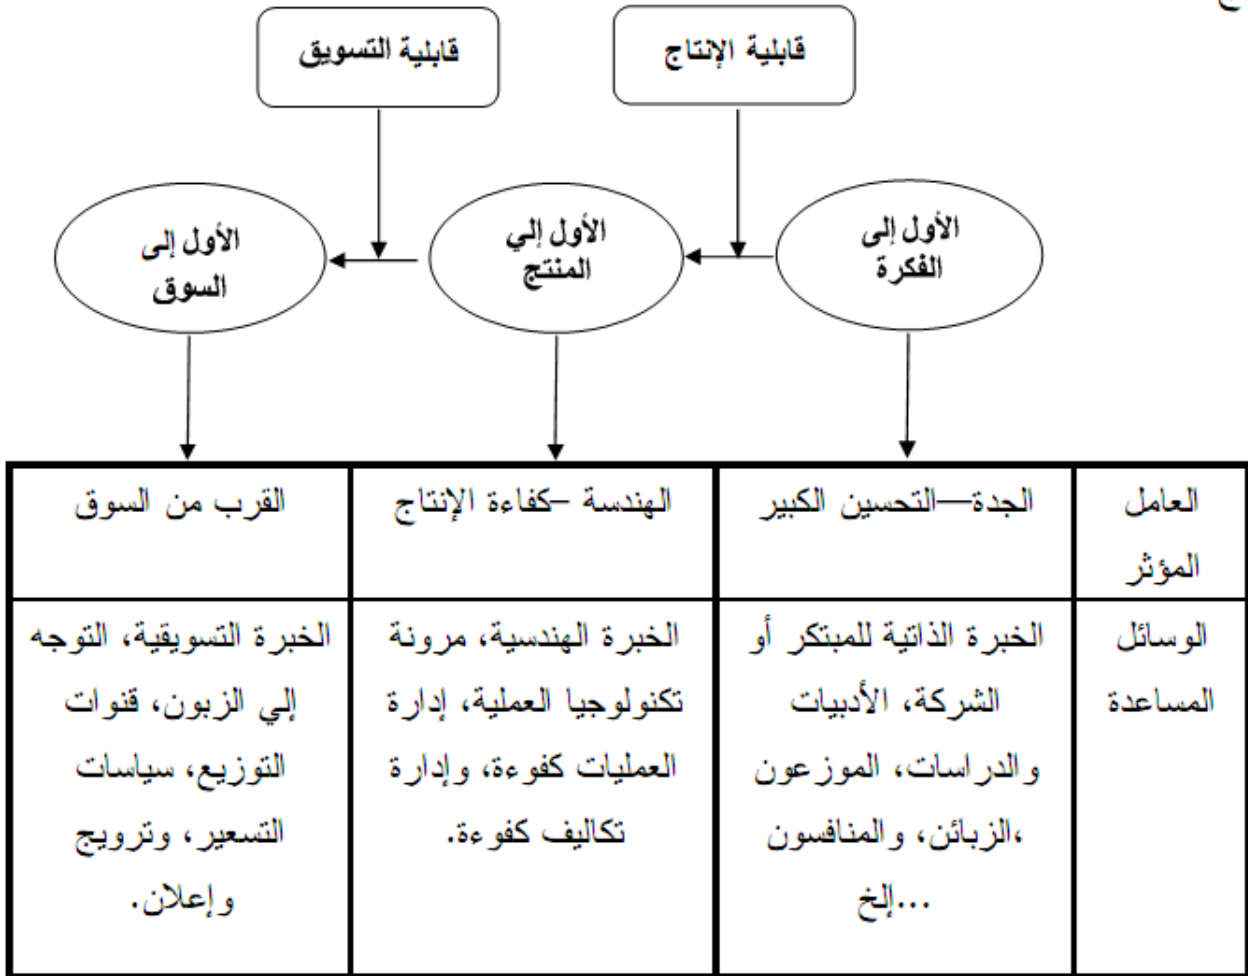 قابلية الإنتاج
قابلية التسويق
الأول إلى
الفكرة
الأول إلي
المنتج
الأول إلى
السوق
العامل
المؤثر
الجدة—التحسين الكبير
الهندسة –كفاءة الإنتاج
القرب من السوق
الوسائل
المساعدة
الخبرة الذاتية للمبتكر أو
الشركة، الأدبيات
والدراسات، الموزعون
،الزبائن، والمنافسون
...إلخ
الخبرة الهندسية، مرونة
تكنولوجيا العملية، إدارة
العمليات كفوءة، وإدارة
تكاليف كفوءة.
الخبرة التسويقية، التوجه
إلي الزبون، قنوات
التوزيع، سياسات
التسعير، وترويج
وإعلان.